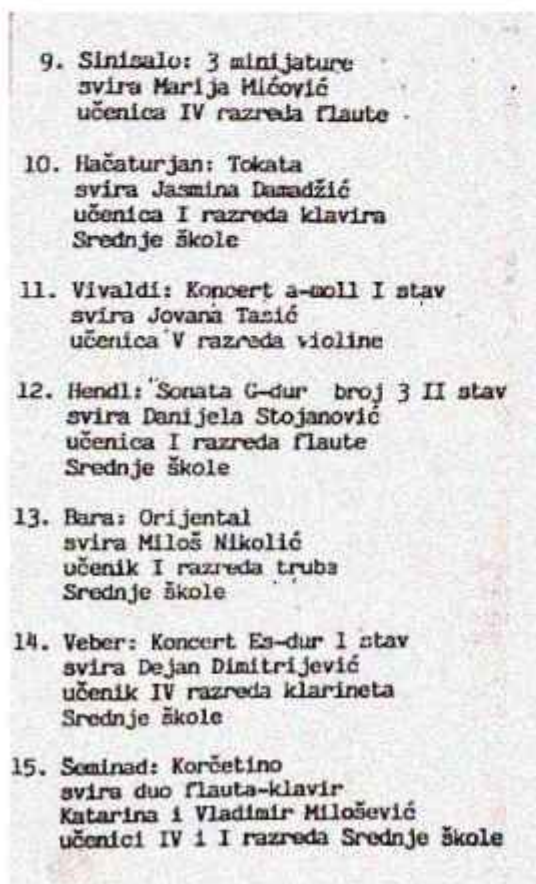 9. Sinisalo: 3 minijature
svira Marija Mićović
učenica IV razreda flaute
10. Hačaturjan: Tokata
svira Jasmina Damadžić
učenica I razreda klavira
Srednje škole
11. Vivaldi: Koncert a-moll I stav
svira Jovana Tasić
učenica V razreda violine
12. Hendl: Sonata G-dur broj 3 II stav
svira Danijela Stojanović
učenica I razreda flaute
Srednje škole
13. Bara: Orijental
svira Miloš Nikolić
učenik I razreda truba
Srednje škole
14. Veber: Koncert Es-dur 1 stav
svira Dejan Dimitrijević
učenik IV razreda klarineta
Srednje škole
15. Šeminad: Korčetino
svira duo flauta-klavir
Katarina i Vladimir Milošević
učenici IV i I razreda Srednje škole